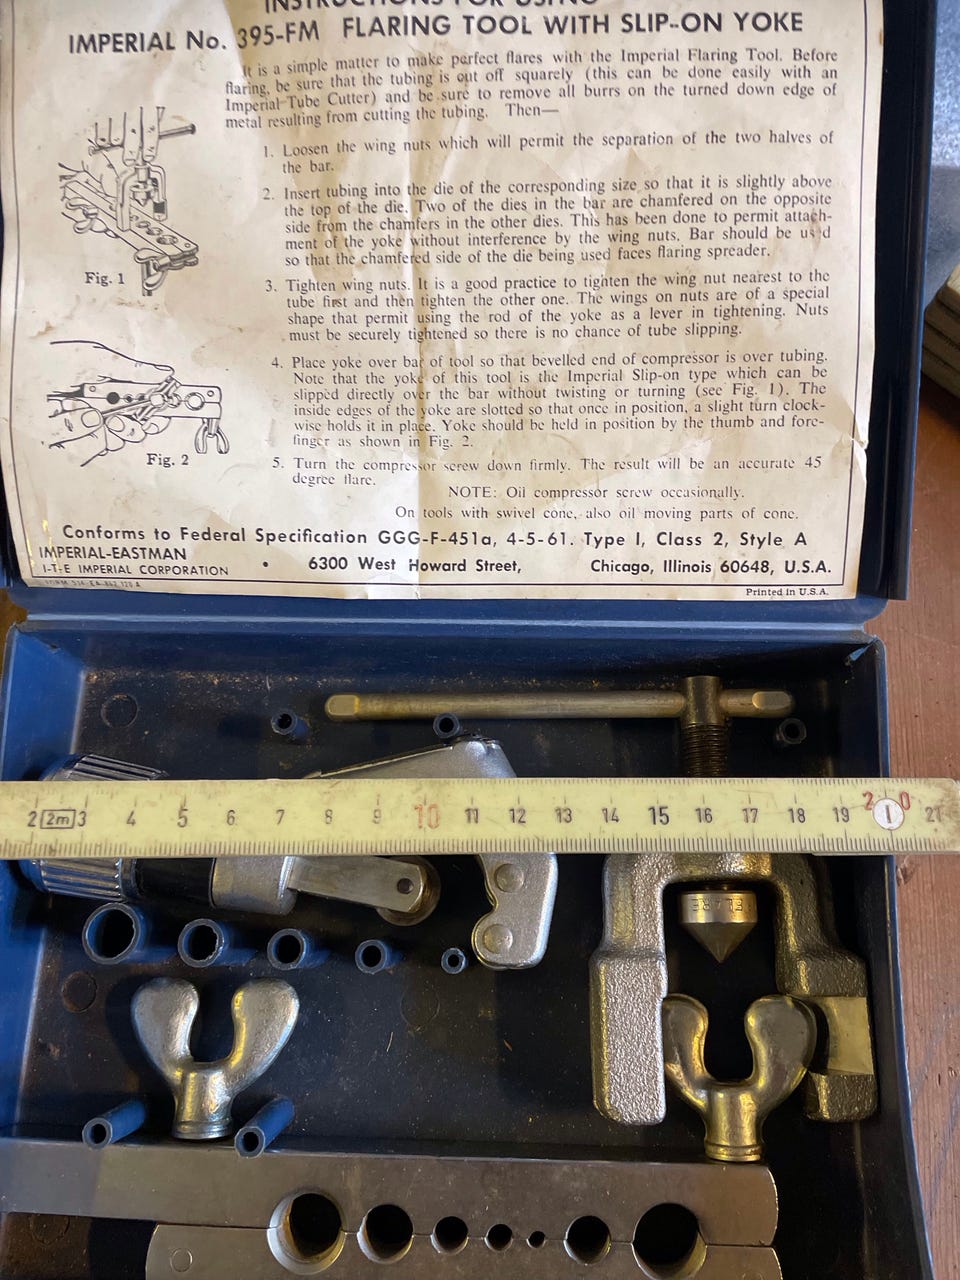 INSTRUCTIONS FOR USING
IMPERIAL No. 395-FM FLARING TOOL WITH SLIP-ON YOKE
It is a simple matter to make perfect flares with the Imperial Flaring Tool. Before
flaring, be sure that the tubing is cut off squarely (this can be done easily with an
Imperial Tube Cutter) and be sure to remove all burrs on the turned down edge of
metal resulting from cutting the tubing. Then—
1. Loosen the wing nuts which will permit the separation of the two halves of
the bar.
2. Insert tubing into the die of the corresponding size so that it is slightly above
the top of the die. Two of the dies in the bar are chamfered on the opposite
side from the chamfers in the other dies. This has been done to permit attach-
ment of the yoke without interference by the wing nuts. Bar should be used
so that the chamfered side of the die being used faces flaring spreader.
3. Tighten wing nuts. It is a good practice to tighten the wing nut nearest to the
tube first and then tighten the other one. The wings on nuts are of a special
shape that permit using the rod of the yoke as a lever in tightening. Nuts
must be securely tightened so there is no chance of tube slipping.
4. Place yoke over bar of tool so that bevelled end of compressor is over tubing.
Note that the yoke of this tool is the Imperial Slip-on type which can be
slipped directly over the bar without twisting or turning (see Fig. 1). The
inside edges of the yoke are slotted so that once in position, a slight turn clock-
wise holds it in place. Yoke should be held in position by the thumb and fore-
finger as shown in Fig. 2.
5. Turn the compressor screw down firmly. The result will be an accurate 45
degree flare.
NOTE: Oil compressor screw occasionally.
On tools with swivel cone, also oil moving parts of cone.
Fig. 1
Fig. 2
Conforms to Federal Specification GGG-F-451a, 4-5-61. Type I, Class 2, Style A
IMPERIAL-EASTMAN
I-T-E IMPERIAL CORPORATION • 6300 West Howard Street, Chicago, Illinois 60648, U.S.A.
Printed in U.S.A.
2 2m 3 4 5 6 7 8 9 10 11 12 13 14 15 16 17 18 19 20 21